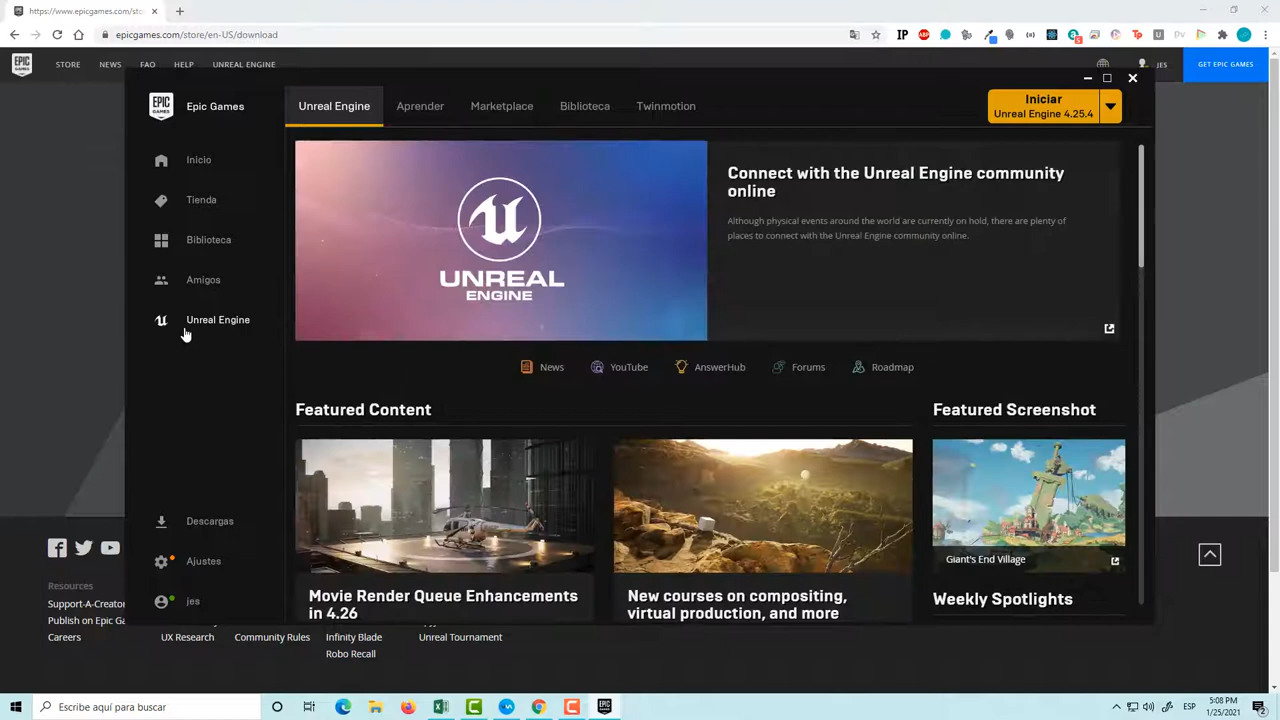 https://www.epicgames.com/sto
epicgames.com/store/en-US/download
STORE NEWS FAQ HELP UNREAL ENGINE
JES
GET EPIC GAMES
EPIC GAMES
Epic Games
Unreal Engine
Aprender
Marketplace
Biblioteca
Twinmotion
Iniciar
Unreal Engine 4.25.4
Inicio
Tienda
Biblioteca
Amigos
Unreal Engine
Descargas
Ajustes
jes
UNREAL
ENGINE
Connect with the Unreal Engine community
online
Although physical events around the world are currently on hold, there are plenty of
places to connect with the Unreal Engine community online.
News YouTube AnswerHub Forums Roadmap
Featured Content
Featured Screenshot
Giant's End Village
Movie Render Queue Enhancements
in 4.26
New courses on compositing,
virtual production, and more
Weekly Spotlights
Resources
Support-A-Creator
Publish on Epic Ga
Careers
UX Research
Community Rules
Infinity Blade
Robo Recall
Unreal Tournament
Escribe aquí para buscar
ESP
5:08 PM
1/25/2021